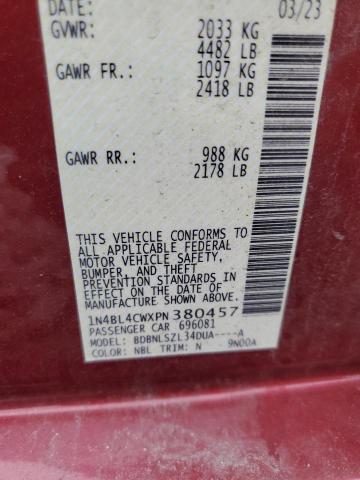 DATE: 03/23
GVWR: 2033 KG
4482 LB
GAWR FR.: 1097 KG
2418 LB
GAWR RR.: 988 KG
2178 LB
THIS VEHICLE CONFORMS TO
ALL APPLICABLE FEDERAL
MOTOR VEHICLE SAFETY,
BUMPER, AND THEFT
PREVENTION STANDARDS IN
EFFECT ON THE DATE OF
MANUFACTURE SHOWN ABOVE.
1N4BL4CWXPN380457
PASSENGER CAR 696081
MODEL: BDBNLSZL34DUA----A
COLOR: NBL TRIM: N 9N00A